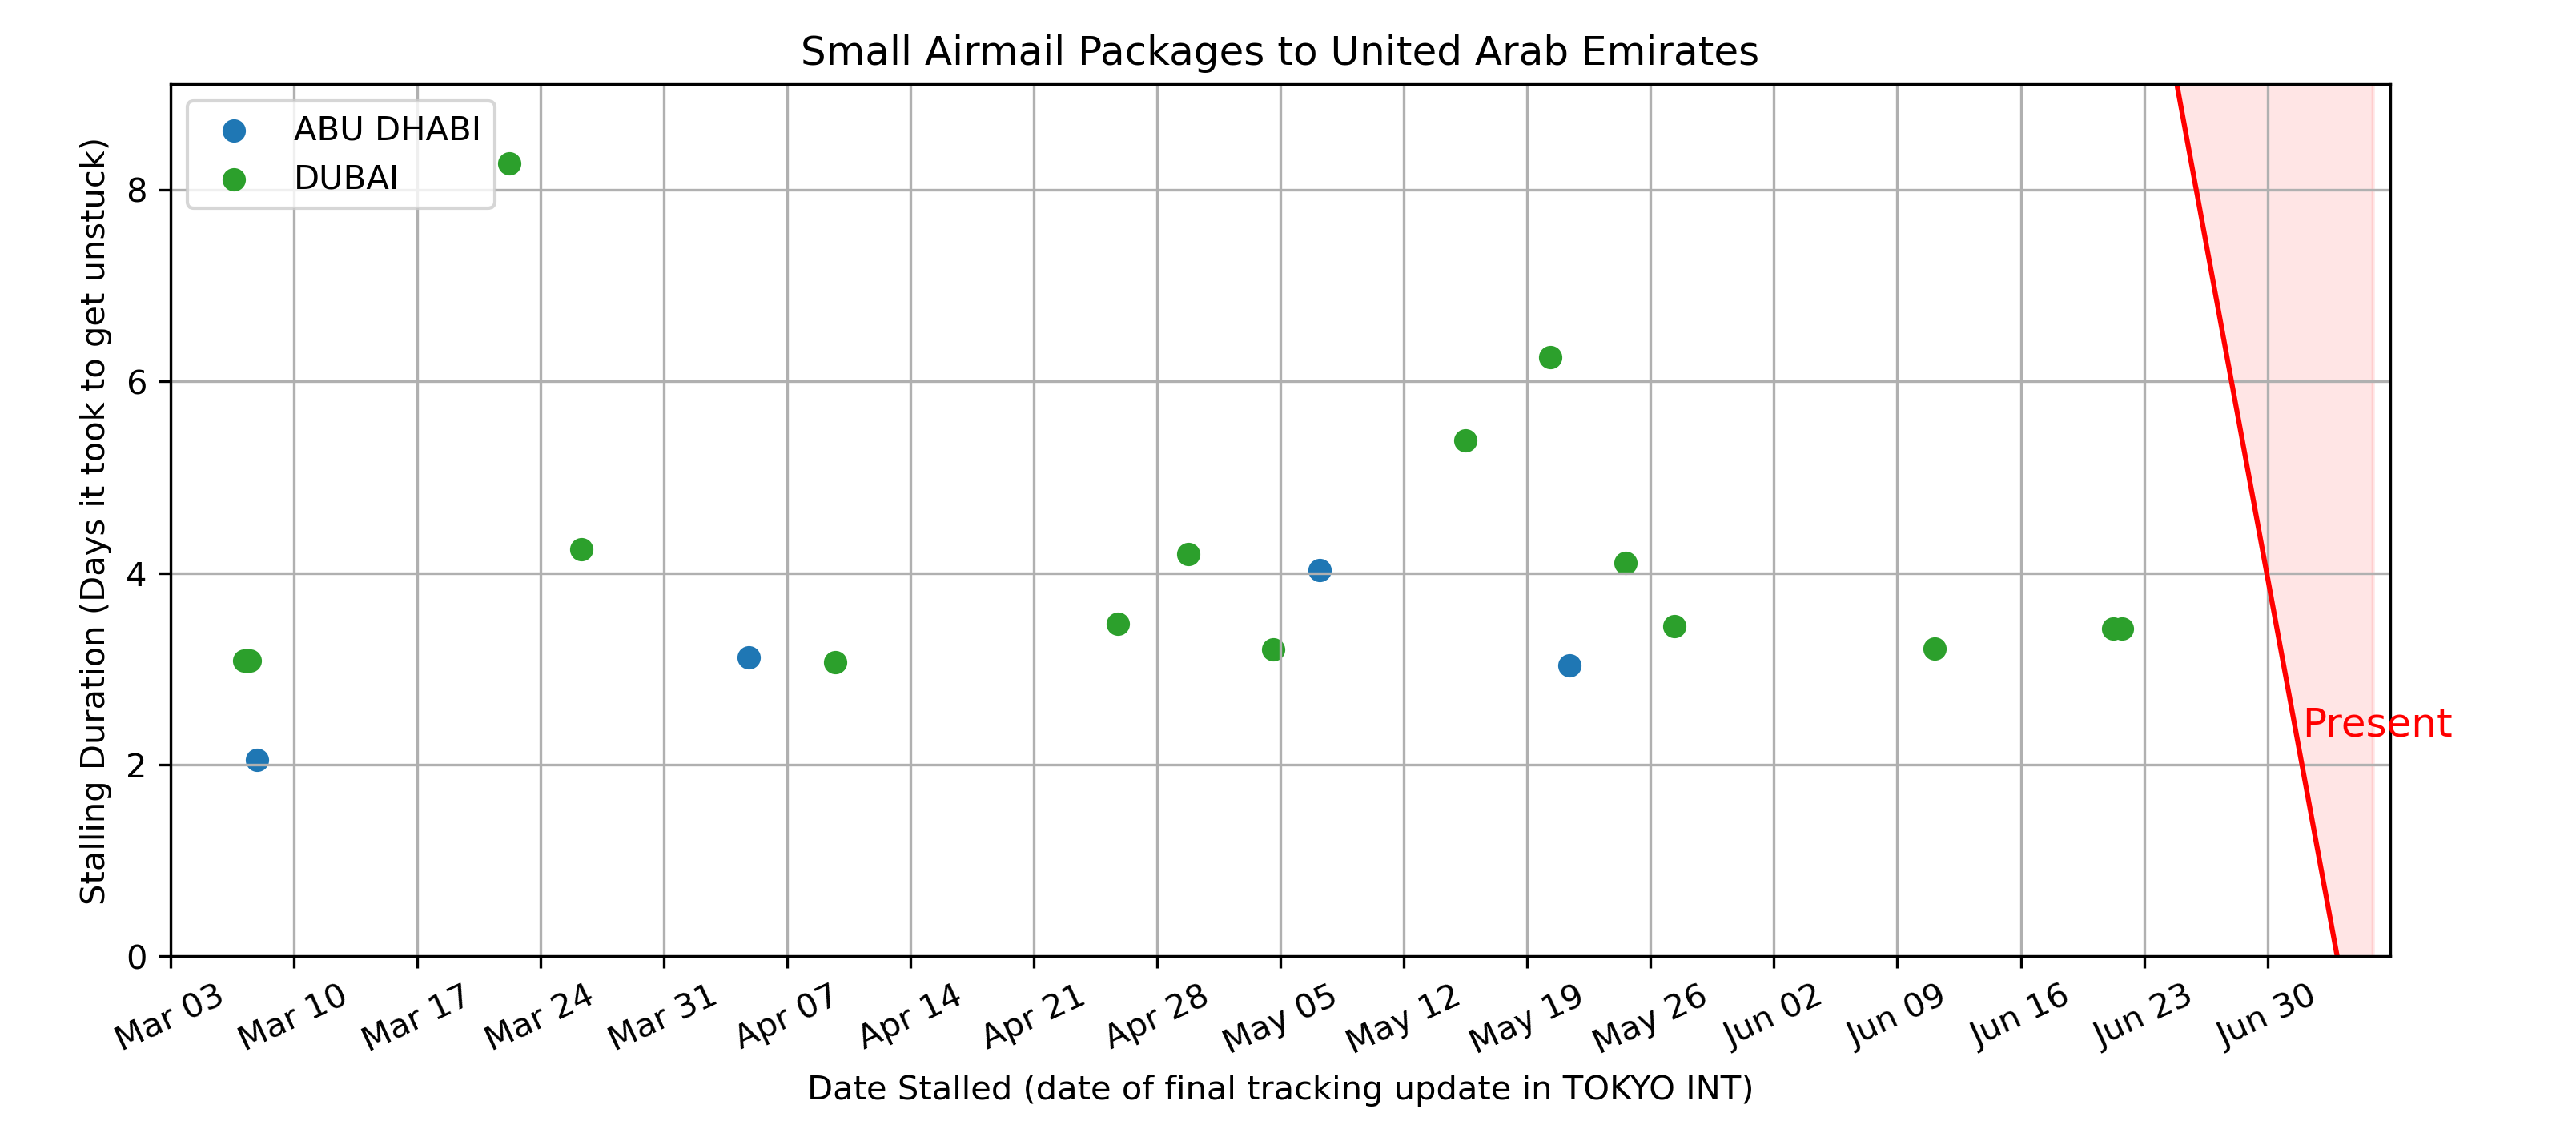 Small Airmail Packages to United Arab Emirates
ABU DHABI
DUBAI
Stalling Duration (Days it took to get unstuck)
8
6
4
2
0
Present
Mar 03
Mar 10
Mar 17
Mar 24
Mar 31
Apr 07
Apr 14
Apr 21
Apr 28
May 05
May 12
May 19
May 26
Jun 02
Jun 09
Jun 16
Jun 23
Jun 30
Date Stalled (date of final tracking update in TOKYO INT)